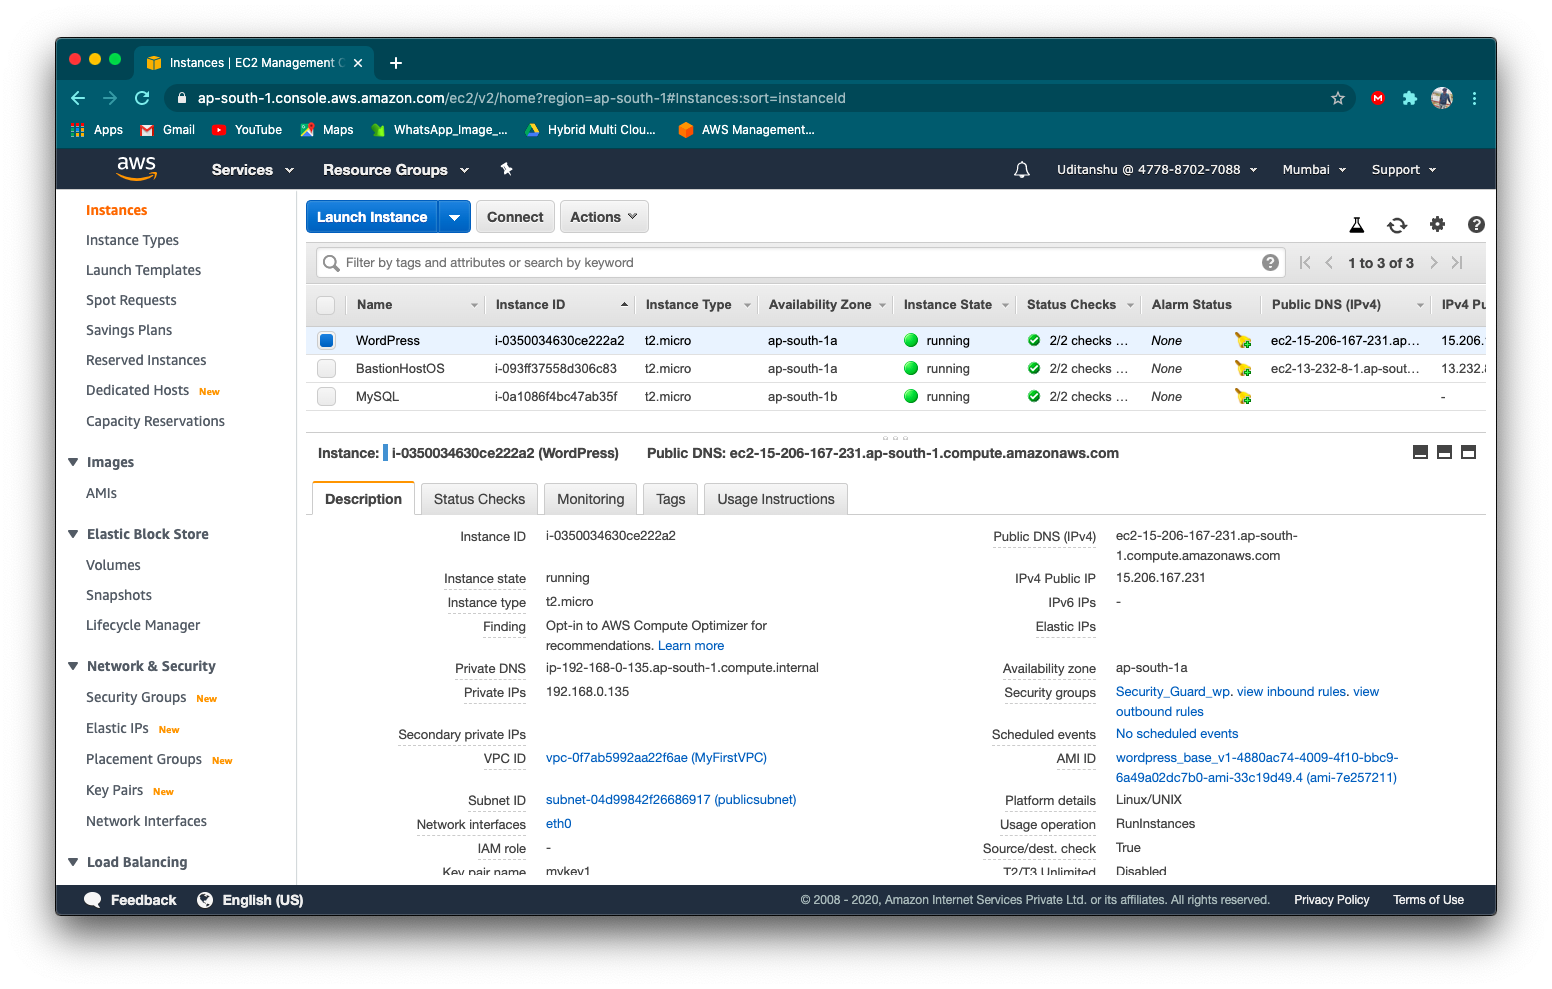 Instances | EC2 Management C
ap-south-1.console.aws.amazon.com/ec2/v2/home?region=ap-south-1#Instances:sort=instanceId
Apps Gmail YouTube Maps WhatsApp_Image_... Hybrid Multi Clou... AWS Management...
aws Services Resource Groups Uditanshu @ 4778-8702-7088 Mumbai Support
Instances
Instance Types
Launch Templates
Spot Requests
Savings Plans
Reserved Instances
Dedicated Hosts New
Capacity Reservations
Images
AMIs
Elastic Block Store
Volumes
Snapshots
Lifecycle Manager
Network & Security
Security Groups New
Elastic IPs New
Placement Groups New
Key Pairs New
Network Interfaces
Load Balancing
Launch Instance Connect Actions
Filter by tags and attributes or search by keyword 1 to 3 of 3
Name Instance ID Instance Type Availability Zone Instance State Status Checks Alarm Status Public DNS (IPv4) IPv4 Pu
WordPress i-0350034630ce222a2 t2.micro ap-south-1a running 2/2 checks ... None ec2-15-206-167-231.ap... 15.206.
BastionHostOS i-093ff37558d306c83 t2.micro ap-south-1a running 2/2 checks ... None ec2-13-232-8-1.ap-sout... 13.232.8
MySQL i-0a1086f4bc47ab35f t2.micro ap-south-1b running 2/2 checks ... None -
Instance: i-0350034630ce222a2 (WordPress) Public DNS: ec2-15-206-167-231.ap-south-1.compute.amazonaws.com
Description Status Checks Monitoring Tags Usage Instructions
Instance ID i-0350034630ce222a2
Instance state running
Instance type t2.micro
Finding Opt-in to AWS Compute Optimizer for
recommendations. Learn more
Private DNS ip-192-168-0-135.ap-south-1.compute.internal
Private IPs 192.168.0.135
Secondary private IPs
VPC ID vpc-0f7ab5992aa22f6ae (MyFirstVPC)
Subnet ID subnet-04d99842f26686917 (publicsubnet)
Network interfaces eth0
IAM role -
Key pair name mykey1
Public DNS (IPv4) ec2-15-206-167-231.ap-south-
1.compute.amazonaws.com
IPv4 Public IP 15.206.167.231
IPv6 IPs -
Elastic IPs
Availability zone ap-south-1a
Security groups Security_Guard_wp. view inbound rules. view
outbound rules
Scheduled events No scheduled events
AMI ID wordpress_base_v1-4880ac74-4009-4f10-bbc9-
6a49a02dc7b0-ami-33c19d49.4 (ami-7e257211)
Platform details Linux/UNIX
Usage operation RunInstances
Source/dest. check True
T2/T3 Unlimited Disabled
Feedback English (US) © 2008 - 2020, Amazon Internet Services Private Ltd. or its affiliates. All rights reserved. Privacy Policy Terms of Use